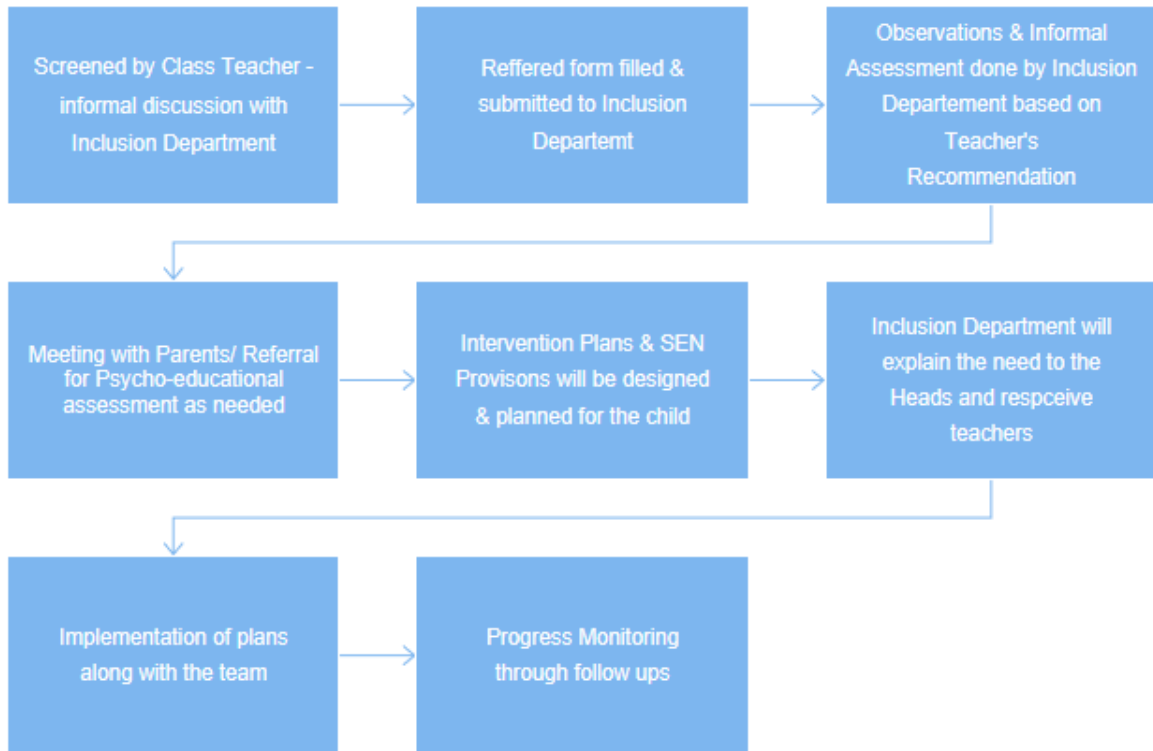 Screened by Class Teacher -
informal discussion with
Inclusion Department
Reffered form filled &
submitted to Inclusion
Departemt
Observations & Informal
Assessment done by Inclusion
Departement based on
Teacher's
Recommendation
Meeting with Parents/ Referral
for Psycho-educational
assessment as needed
Intervention Plans & SEN
Provisons will be designed
& planned for the child
Inclusion Department will
explain the need to the
Heads and respceive
teachers
Implementation of plans
along with the team
Progress Monitoring
through follow ups